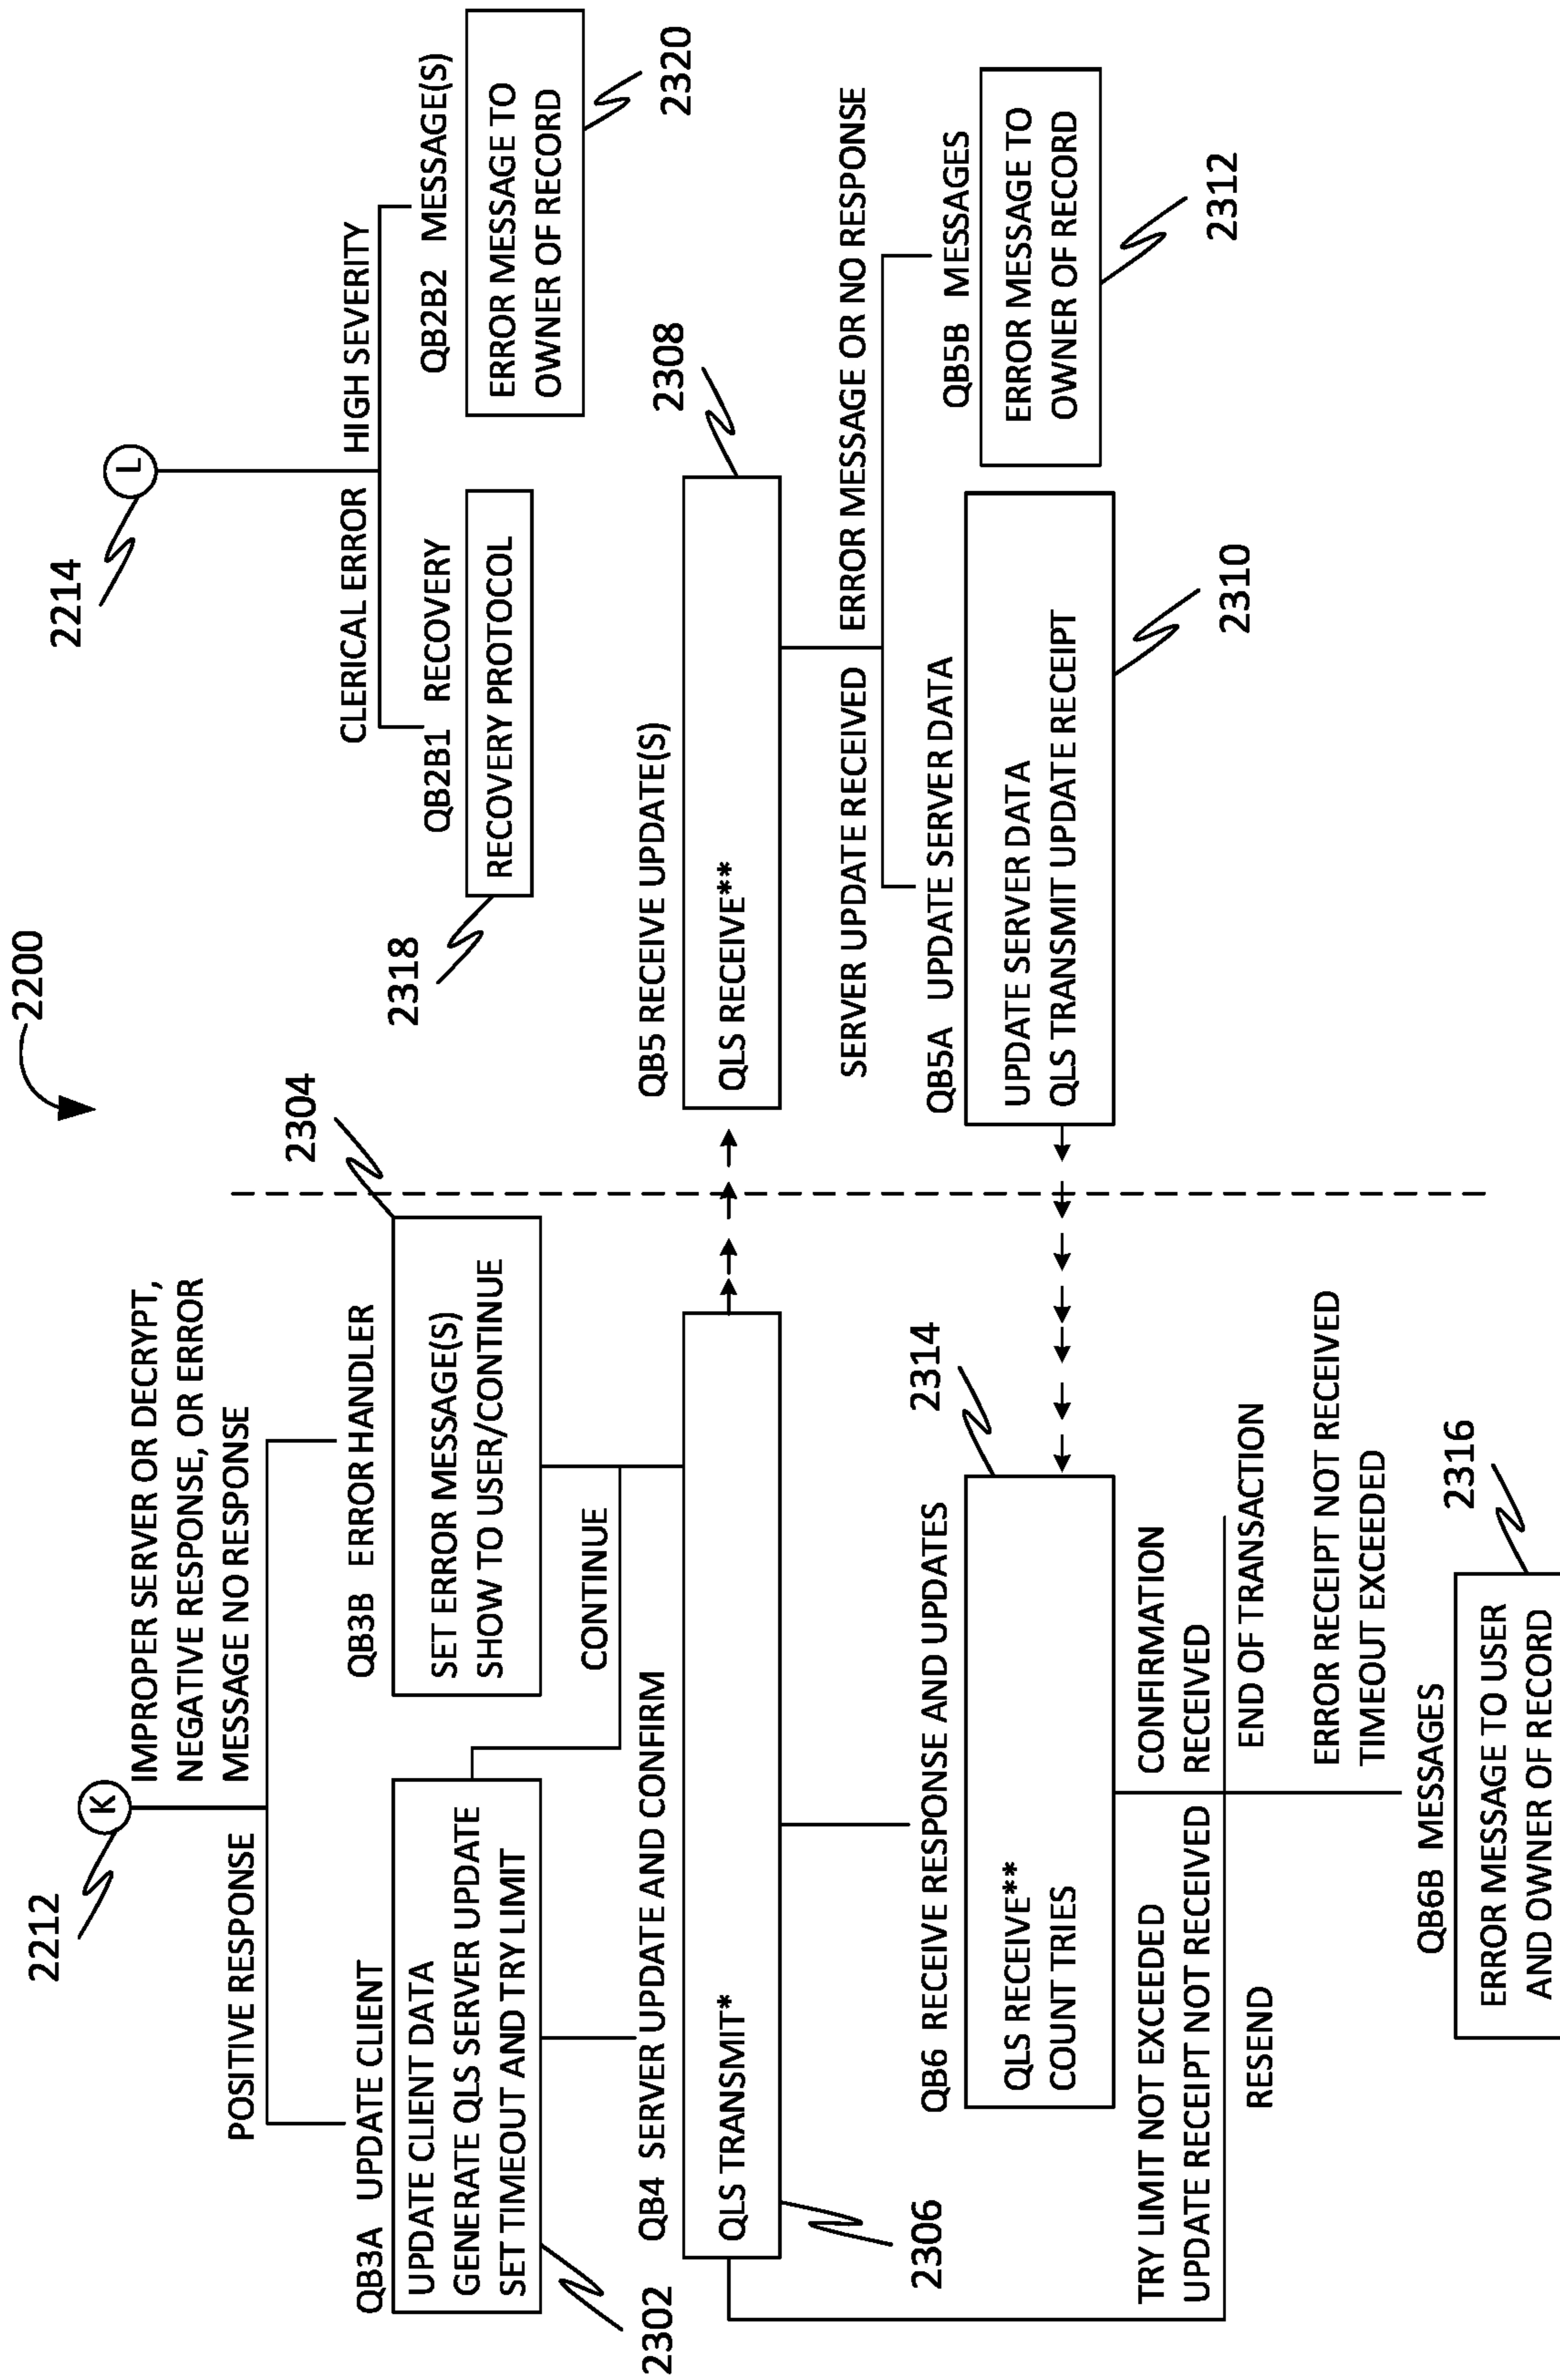 2200
2212
K
POSITIVE RESPONSE
IMPROPER SERVER OR DECRYPT,
NEGATIVE RESPONSE, OR ERROR
MESSAGE NO RESPONSE
QB3A UPDATE CLIENT
UPDATE CLIENT DATA
GENERATE QLS SERVER UPDATE
SET TIMEOUT AND TRY LIMIT
2302
QB3B ERROR HANDLER
SET ERROR MESSAGE(S)
SHOW TO USER/CONTINUE
2304
CONTINUE
QB4 SERVER UPDATE AND CONFIRM
QLS TRANSMIT*
2306
QB6 RECEIVE RESPONSE AND UPDATES
QLS RECEIVE**
COUNT TRIES
2314
TRY LIMIT NOT EXCEEDED
UPDATE RECEIPT NOT RECEIVED
RESEND
CONFIRMATION
RECEIVED
END OF TRANSACTION
ERROR RECEIPT NOT RECEIVED
TIMEOUT EXCEEDED
QB6B MESSAGES
ERROR MESSAGE TO USER
AND OWNER OF RECORD
2316
2214
L
CLERICAL ERROR
HIGH SEVERITY
QB2B1 RECOVERY
RECOVERY PROTOCOL
2318
QB2B2 MESSAGE(S)
ERROR MESSAGE TO
OWNER OF RECORD
2320
QB5 RECEIVE UPDATE(S)
QLS RECEIVE**
2308
SERVER UPDATE RECEIVED
ERROR MESSAGE OR NO RESPONSE
QB5A UPDATE SERVER DATA
UPDATE SERVER DATA
QLS TRANSMIT UPDATE RECEIPT
2310
QB5B MESSAGES
ERROR MESSAGE TO
OWNER OF RECORD
2312